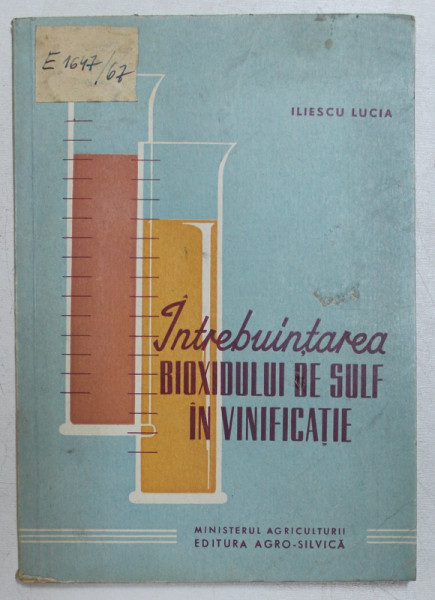 E 1647/67
ILIESCU LUCIA
Întrebuințarea
BIOXIDULUI DE SULF
ÎN VINIFICAȚIE
MINISTERUL AGRICULTURII
EDITURA AGRO-SILVICĂ